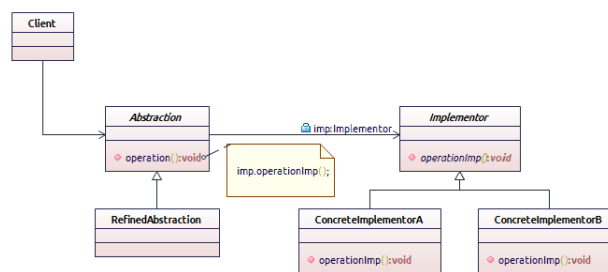 Client
Abstraction
operation():void
imp:Implementor
Implementor
operationImp():void
imp.operationImp();
RefinedAbstraction
ConcreteImplementorA
operationImp():void
ConcreteImplementorB
operationImp():void